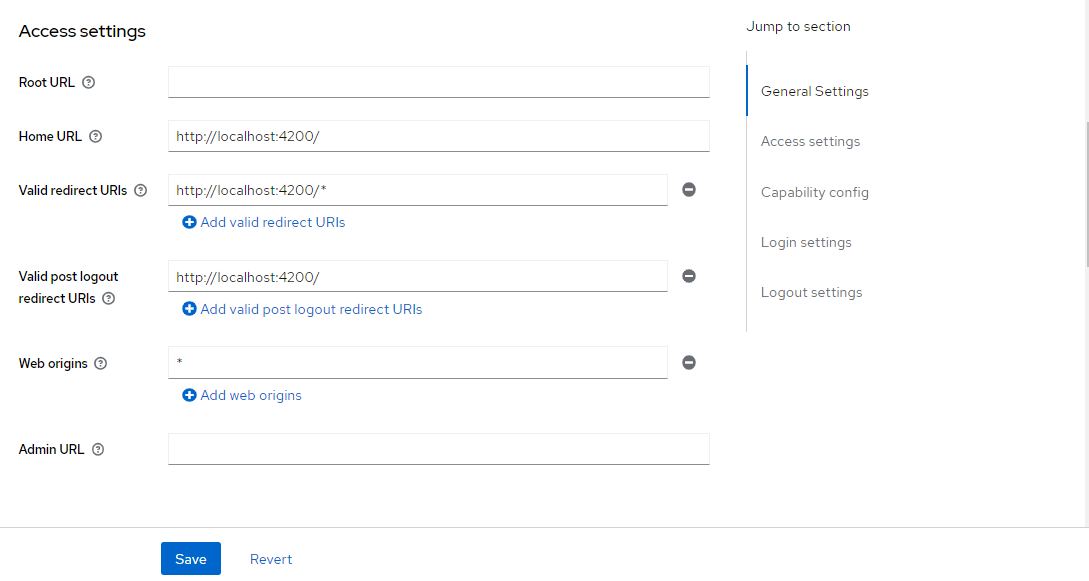 Access settings
Root URL
Home URL
http://localhost:4200/
Valid redirect URIs
http://localhost:4200/*
Add valid redirect URIs
Valid post logout
redirect URIs
http://localhost:4200/
Add valid post logout redirect URIs
Web origins
*
Add web origins
Admin URL
Save
Revert
Jump to section
General Settings
Access settings
Capability config
Login settings
Logout settings